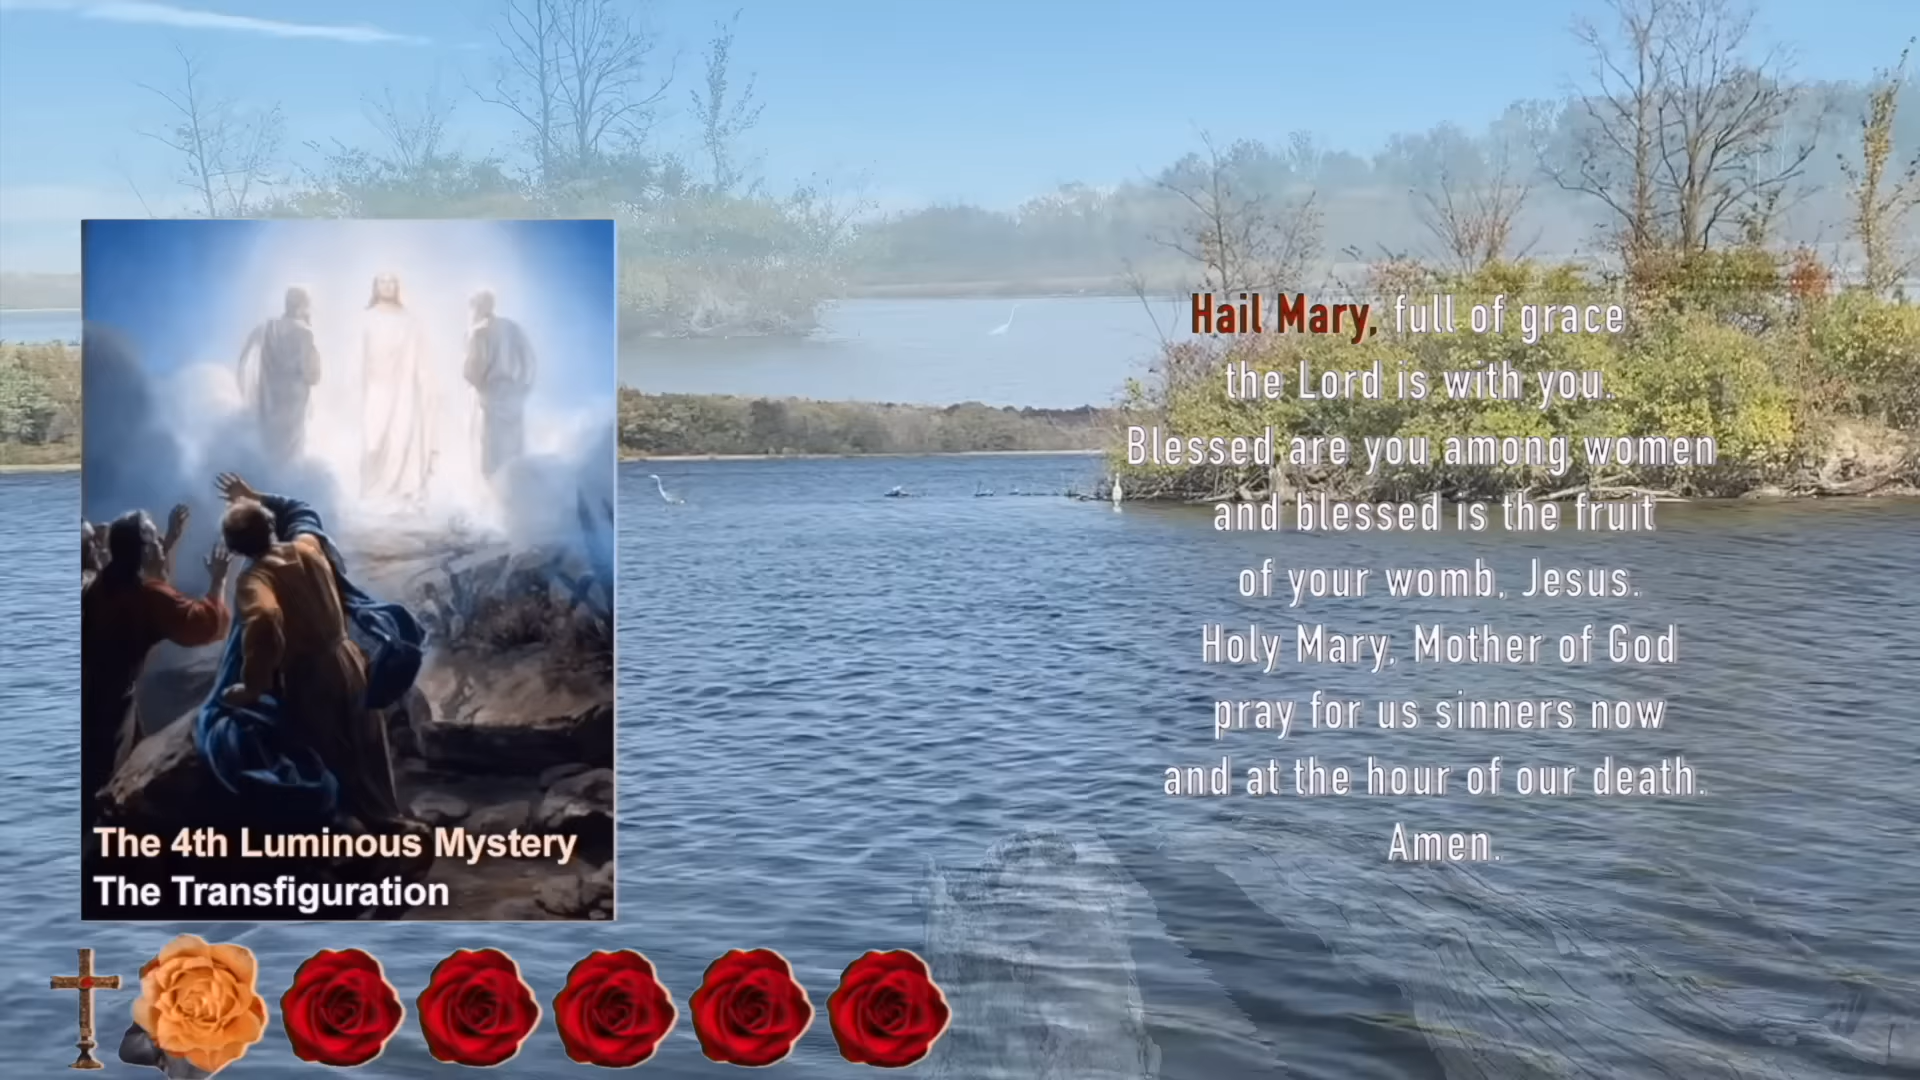 The 4th Luminous Mystery
The Transfiguration
Hail Mary, full of grace
the Lord is with you.
Blessed are you among women
and blessed is the fruit
of your womb, Jesus.
Holy Mary, Mother of God
pray for us sinners now
and at the hour of our death.
Amen.